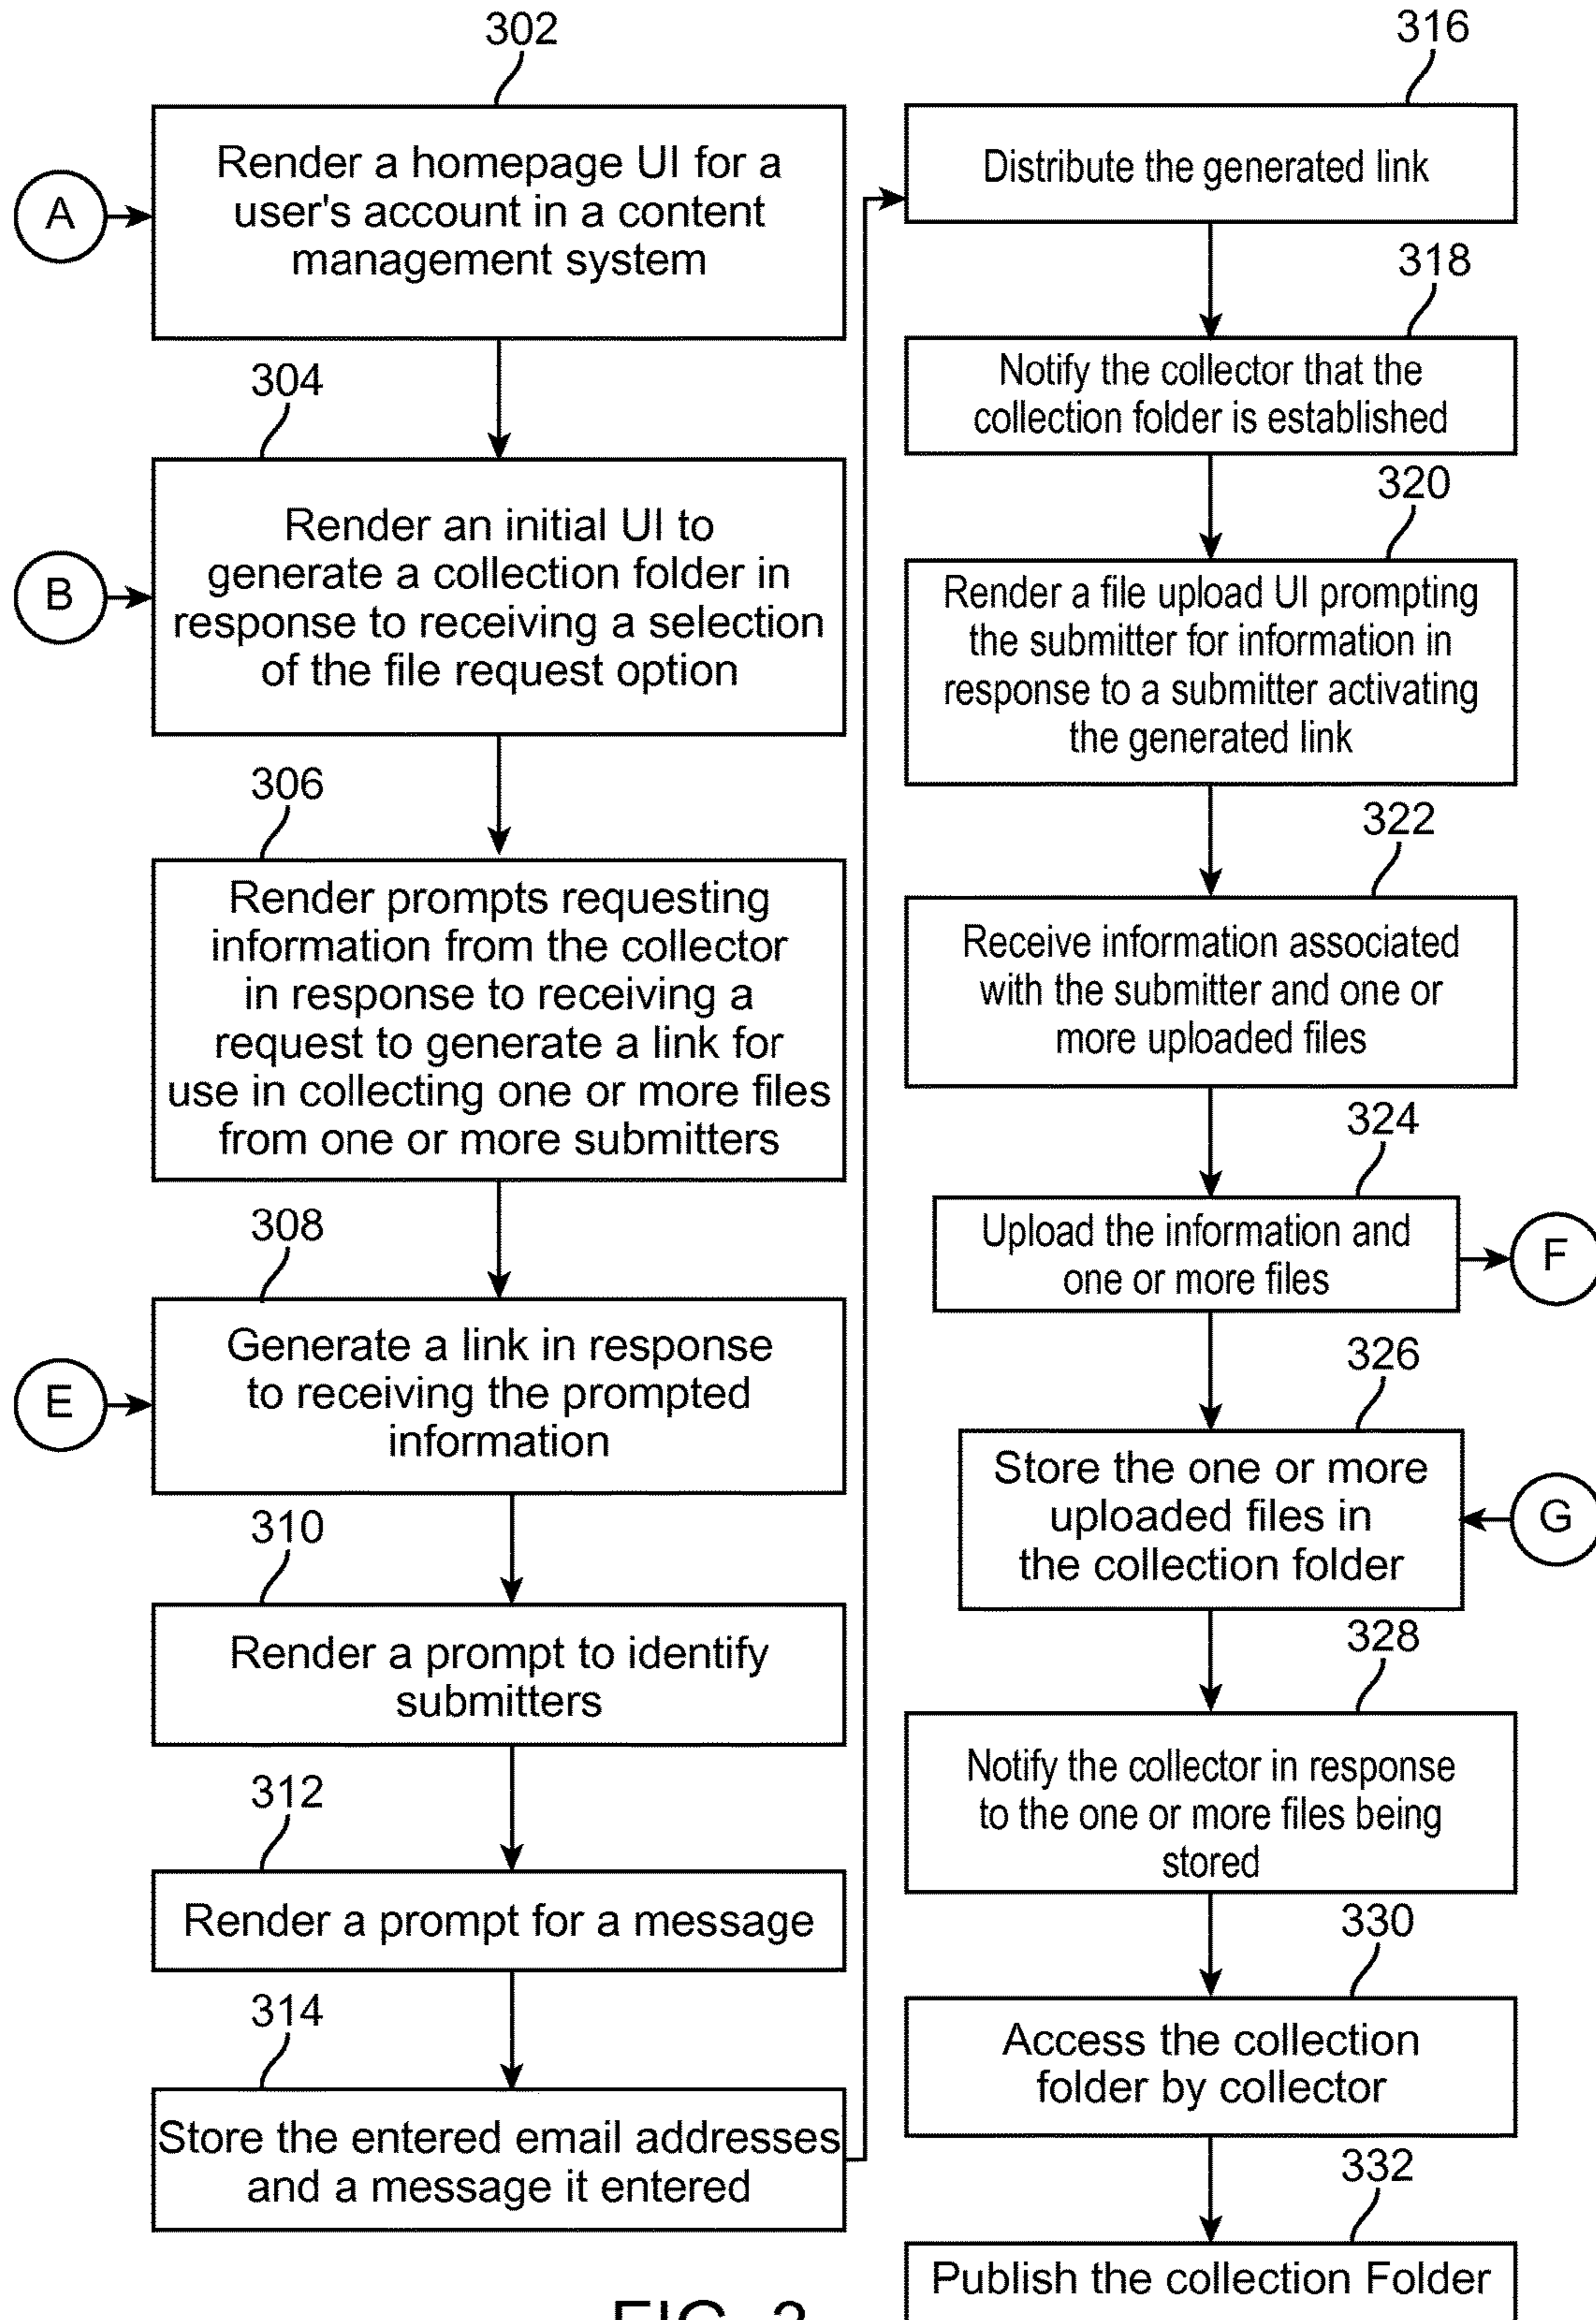 302
A
Render a homepage UI for a
user's account in a content
management system
304
B
Render an initial UI to
generate a collection folder in
response to receiving a selection
of the file request option
306
Render prompts requesting
information from the collector
in response to receiving a
request to generate a link for
use in collecting one or more files
from one or more submitters
308
E
Generate a link in response
to receiving the prompted
information
310
Render a prompt to identify
submitters
312
Render a prompt for a message
314
Store the entered email addresses
and a message it entered
316
Distribute the generated link
318
Notify the collector that the
collection folder is established
320
Render a file upload UI prompting
the submitter for information in
response to a submitter activating
the generated link
322
Receive information associated
with the submitter and one or
more uploaded files
324
Upload the information and
one or more files
F
326
Store the one or more
uploaded files in
the collection folder
G
328
Notify the collector in response
to the one or more files being
stored
330
Access the collection
folder by collector
332
Publish the collection Folder